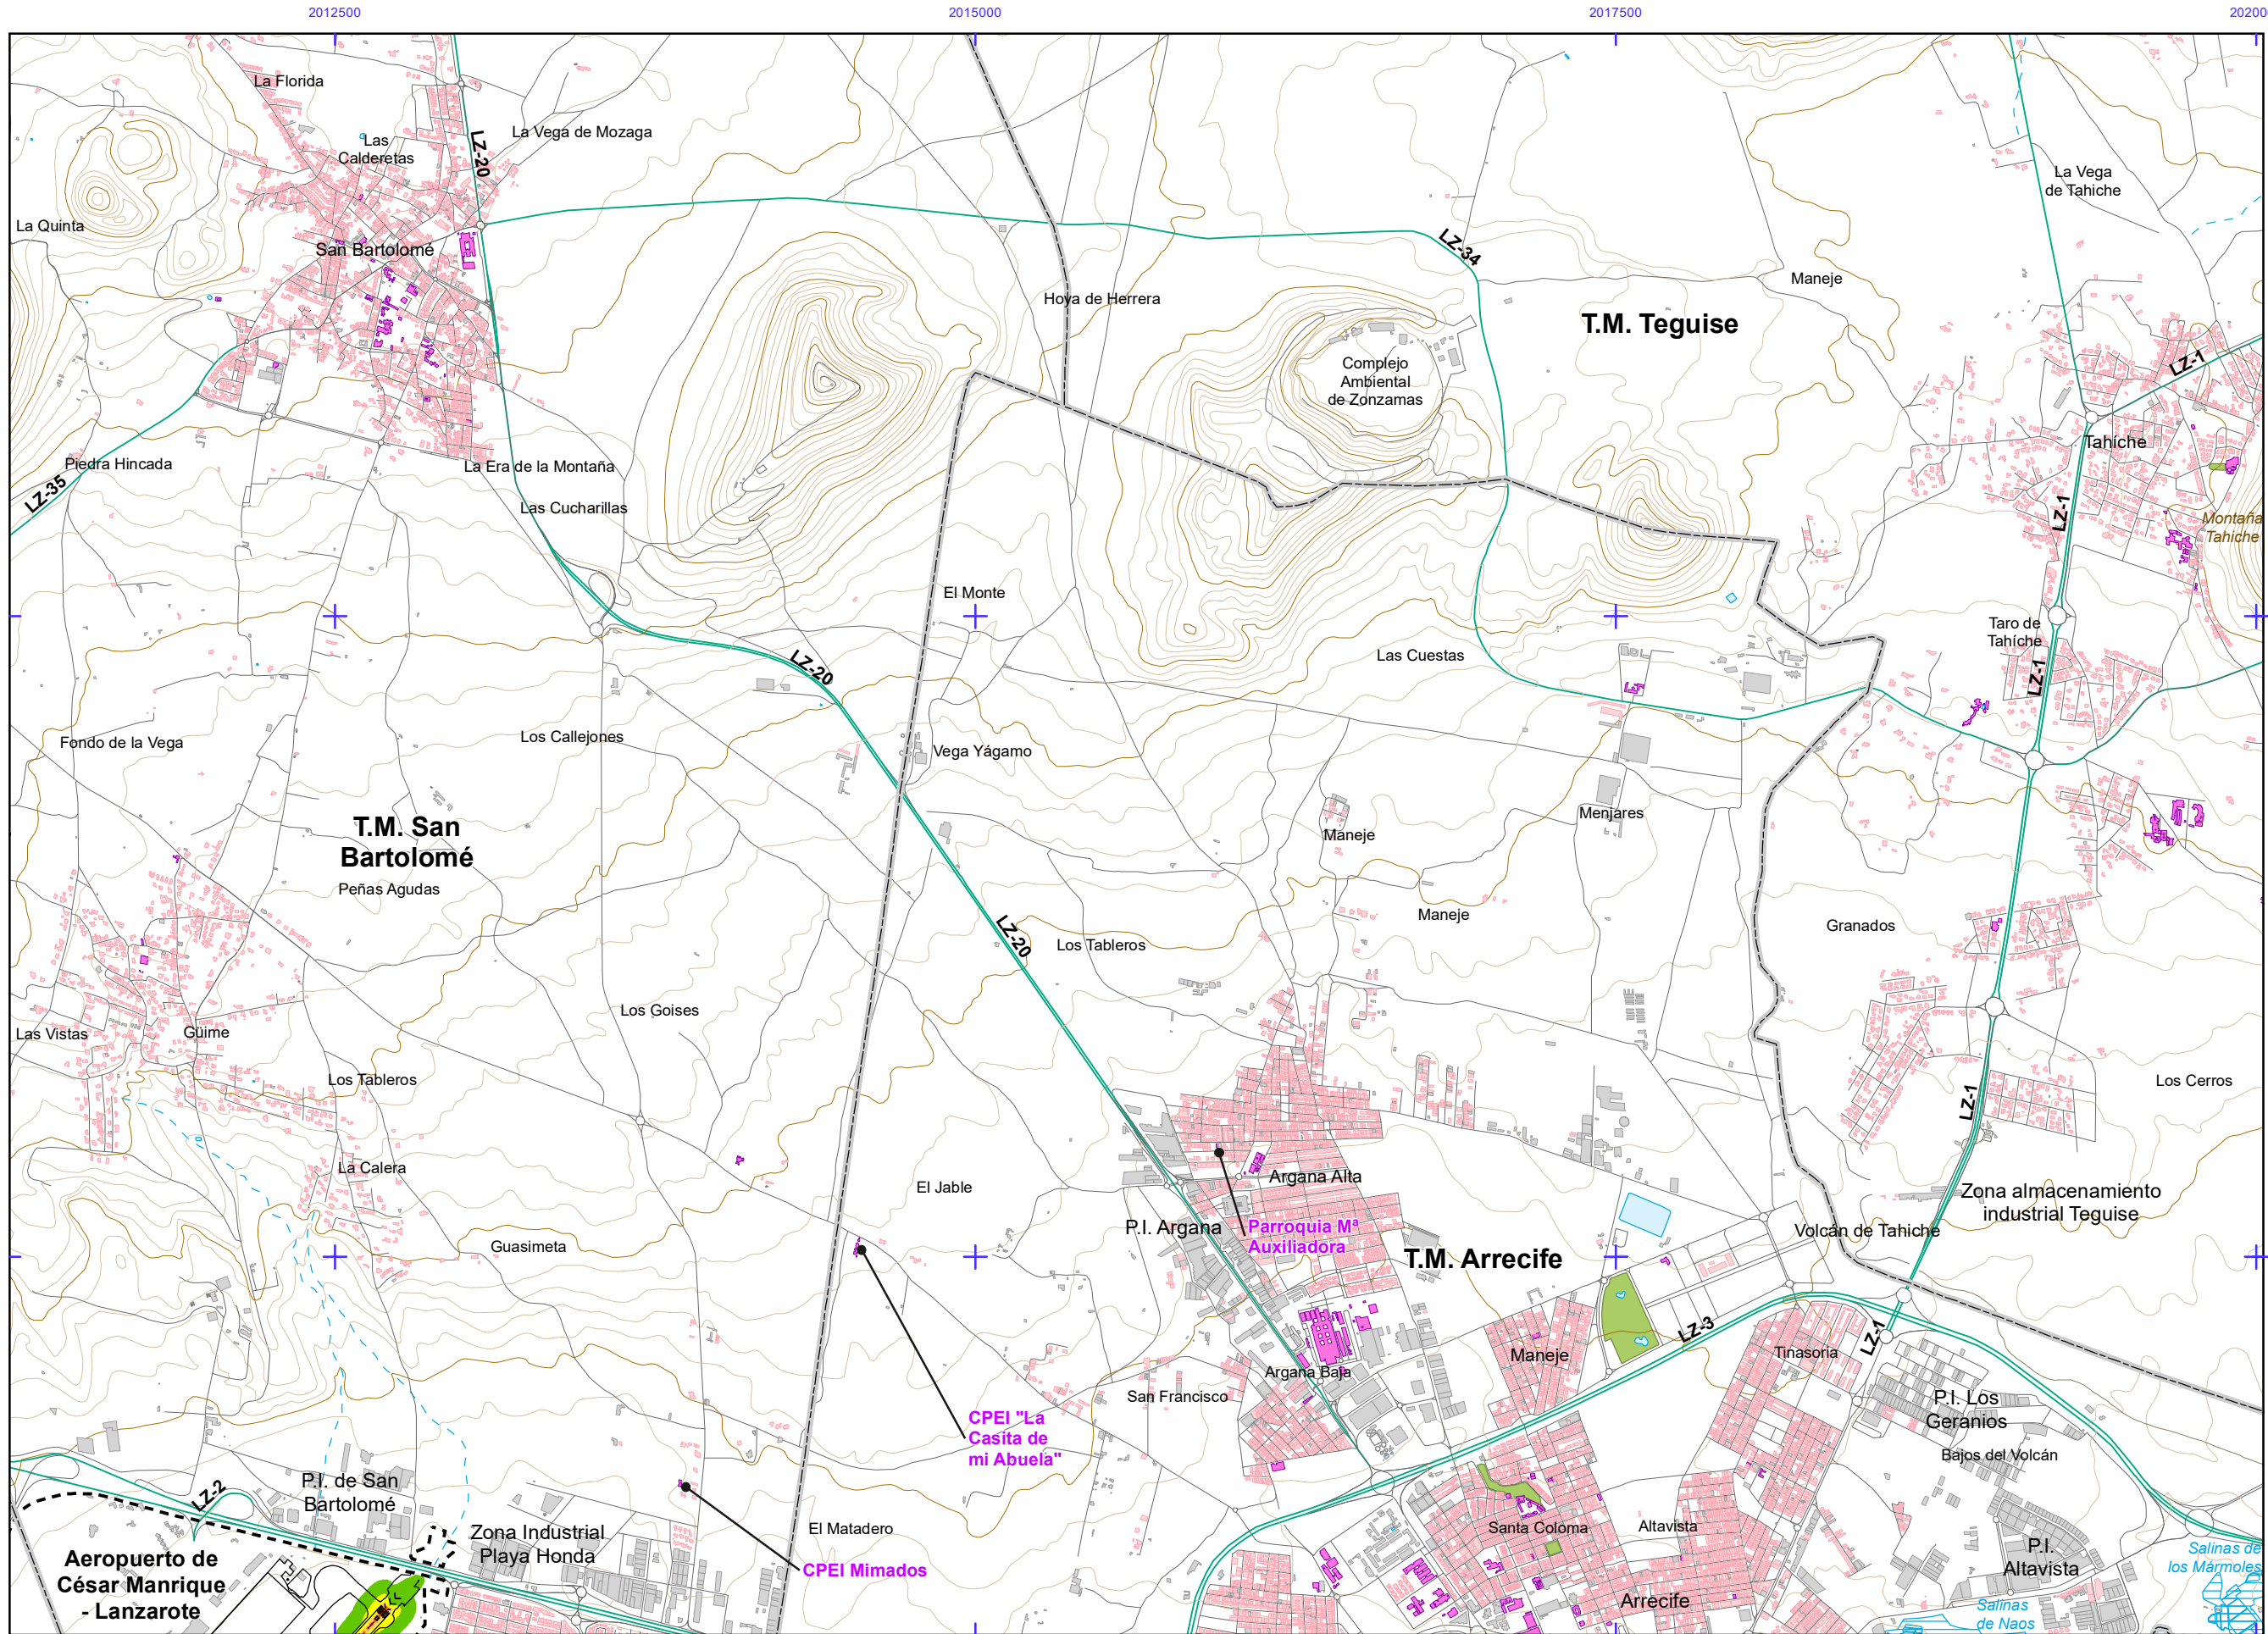 2012500
2015000
2017500
20200
La Florida
Las
Calderetas
LZ-20
La Vega de Mozaga
La Vega
de Tahiche
La Quinta
San Bartolomé
LZ-34
Hoya de Herrera
Maneje
T.M. Teguise
Complejo
Ambiental
de Zonzamas
LZ-1
Tahíche
Piedra Hincada
La Era de la Montaña
LZ-35
Las Cucharillas
LZ-1
Montaña
Tahiche
El Monte
Taro de
Tahíche
Las Cuestas
LZ-20
LZ-1
Los Callejones
Fondo de la Vega
Vega Yágamo
T.M. San
Bartolomé
Menjares
Maneje
Peñas Agudas
Maneje
Granados
LZ-20
Los Tableros
Los Goises
Las Vistas
Güime
Los Tableros
Los Cerros
LZ-1
La Calera
Argana Alta
El Jable
Zona almacenamiento
industrial Teguise
P.I. Argana
Parroquia Mª
Auxiliadora
Volcán de Tahiche
Guasimeta
T.M. Arrecife
LZ-3
LZ-1
Maneje
Tinasoria
Argana Baja
San Francisco
P.I. Los
Geranios
CPEI "La
Casita de
mi Abuela"
Bajos del Volcán
LZ-2
P.I. de San
Bartolomé
Zona Industrial
Playa Honda
El Matadero
Santa Coloma
Altavista
P.I.
Altavista
Salinas de
los Mármoles
Aeropuerto de
César Manrique
- Lanzarote
CPEI Mimados
Arrecife
Salinas
de Naos